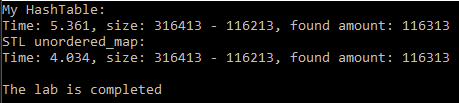 My HashTable:
Time: 5.361, size: 316413 - 116213, found amount: 116313
STL unordered_map:
Time: 4.034, size: 316413 - 116213, found amount: 116313
The lab is completed